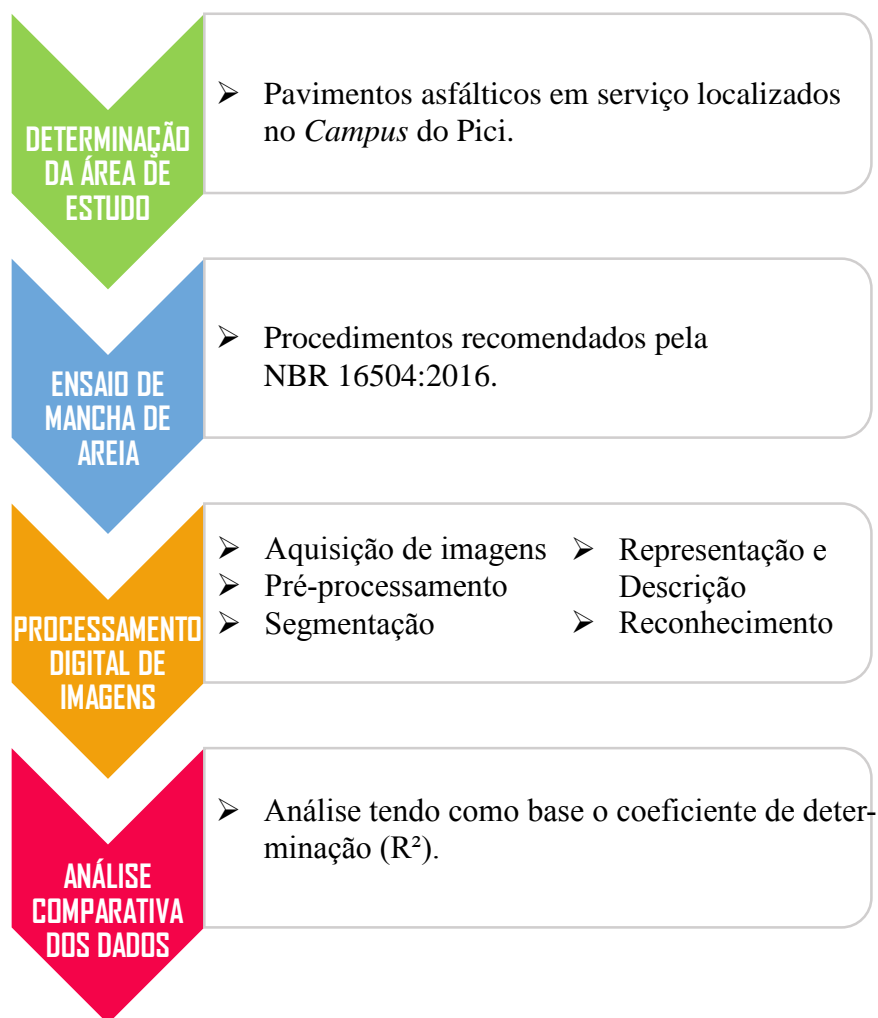 DETERMINAÇÃO
DA ÁREA DE
ESTUDO
➢ Pavimentos asfálticos em serviço localizados
no Campus do Pici.
ENSAIO DE
MANCHA DE
AREIA
➢ Procedimentos recomendados pela
NBR 16504:2016.
PROCESSAMENTO
DIGITAL DE
IMAGENS
➢ Aquisição de imagens
➢ Pré-processamento
➢ Segmentação
➢ Representação e
Descrição
➢ Reconhecimento
ANÁLISE
COMPARATIVA
DOS DADOS
➢ Análise tendo como base o coeficiente de deter-
minação (R²).